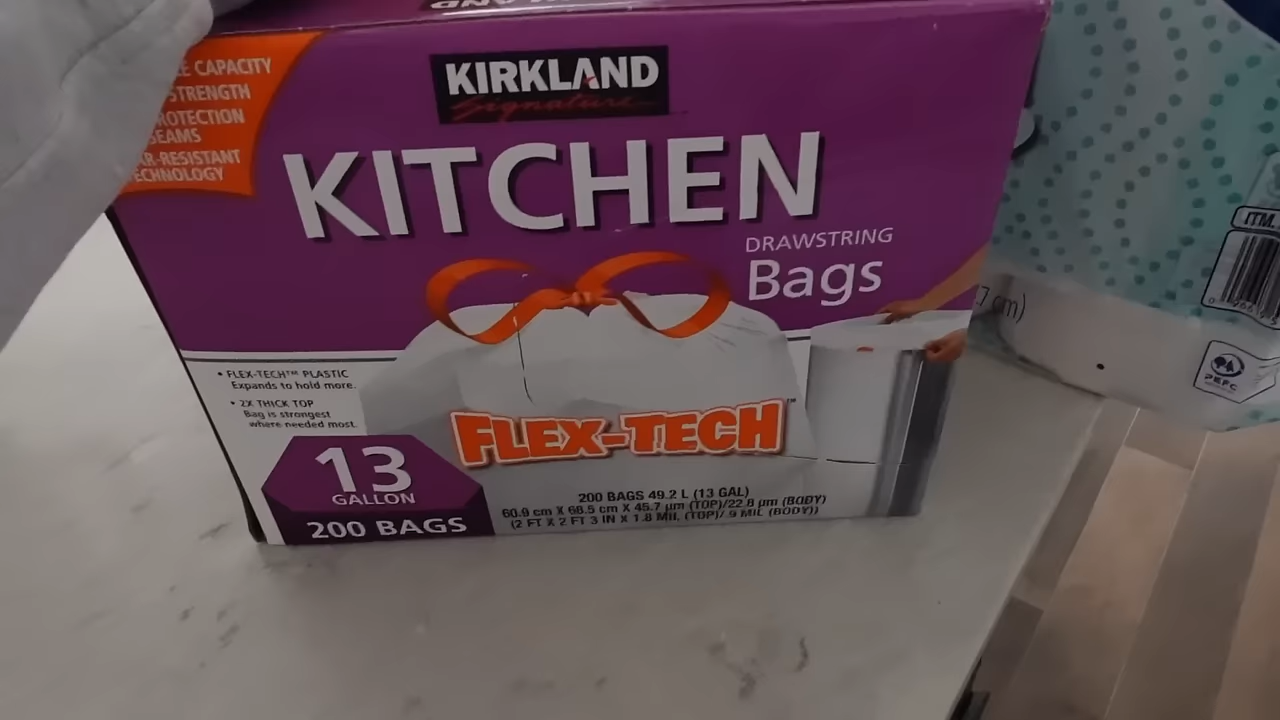 CAPACITY
STRENGTH
SEAMS
TECHNOLOGY
KIRKLAND
Signature
KITCHEN
DRAWSTRING
Bags
• FLEX-TECH™ PLASTIC
Expands to hold more.
• 2X THICK TOP
Bag is strongest
where needed most.
FLEX-TECH™
13
GALLON
200 BAGS
200 BAGS 49.2 L (13 GAL)
60.9 cm X 68.5 cm X 45.7 µm (TOP)/22.8 µm (BODY)
(2 FT X 2 FT 3 IN X 1.8 MIL (TOP)/.9 MIL (BODY))
cm)
ITM.
PEFC